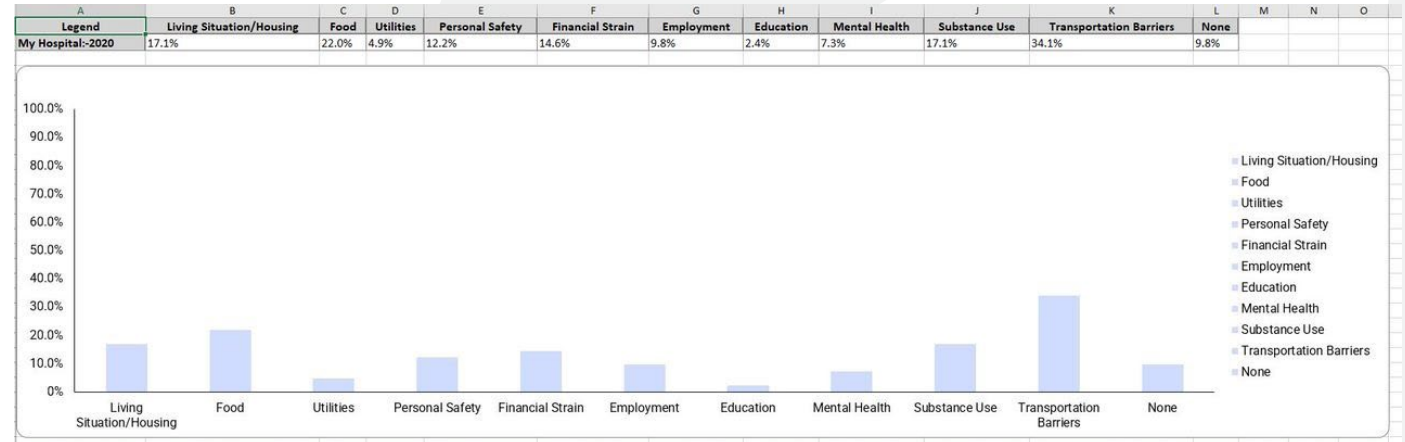 A B C D E F G H I J K L M N O
Legend Living Situation/Housing Food Utilities Personal Safety Financial Strain Employment Education Mental Health Substance Use Transportation Barriers None
My Hospital:-2020 17.1% 22.0% 4.9% 12.2% 14.6% 9.8% 2.4% 7.3% 17.1% 34.1% 9.8%
100.0%
90.0%
80.0%
70.0%
60.0%
50.0%
40.0%
30.0%
20.0%
10.0%
0%
Living Situation/Housing
Food
Utilities
Personal Safety
Financial Strain
Employment
Education
Mental Health
Substance Use
Transportation Barriers
None
Living Food Utilities Personal Safety Financial Strain Employment Education Mental Health Substance Use Transportation None
Situation/Housing Barriers